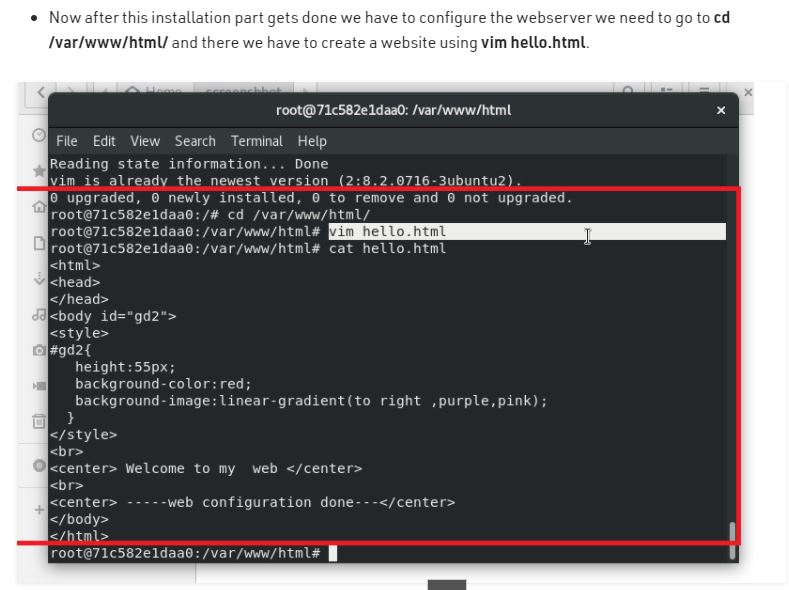 Now after this installation part gets done we have to configure the webserver we need to go to cd
/var/www/html/ and there we have to create a website using vim hello.html.
Home screenshot
root@71c582e1daa0: /var/www/html
File Edit View Search Terminal Help
Reading state information... Done
vim is already the newest version (2:8.2.0716-3ubuntu2).
0 upgraded, 0 newly installed, 0 to remove and 0 not upgraded.
root@71c582e1daa0:/# cd /var/www/html/
root@71c582e1daa0:/var/www/html# vim hello.html
root@71c582e1daa0:/var/www/html# cat hello.html
<html>
<head>
</head>
<body id="gd2">
<style>
#gd2{
   height:55px;
   background-color:red;
   background-image:linear-gradient(to right ,purple,pink);
  }
</style>
<br>
<center> Welcome to my  web </center>
<br>
<center> -----web configuration done---</center>
</body>
</html>
root@71c582e1daa0:/var/www/html#